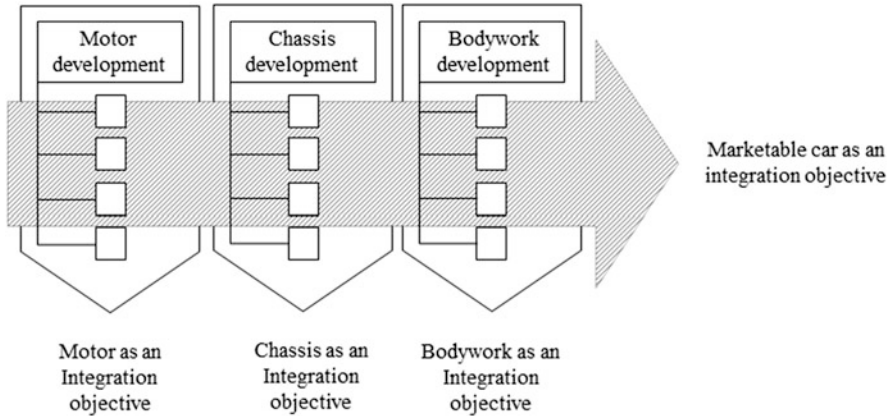 Motor
development
Chassis
development
Bodywork
development
Marketable car as an
integration objective
Motor as an
Integration
objective
Chassis as an
Integration
objective
Bodywork as an
Integration
objective